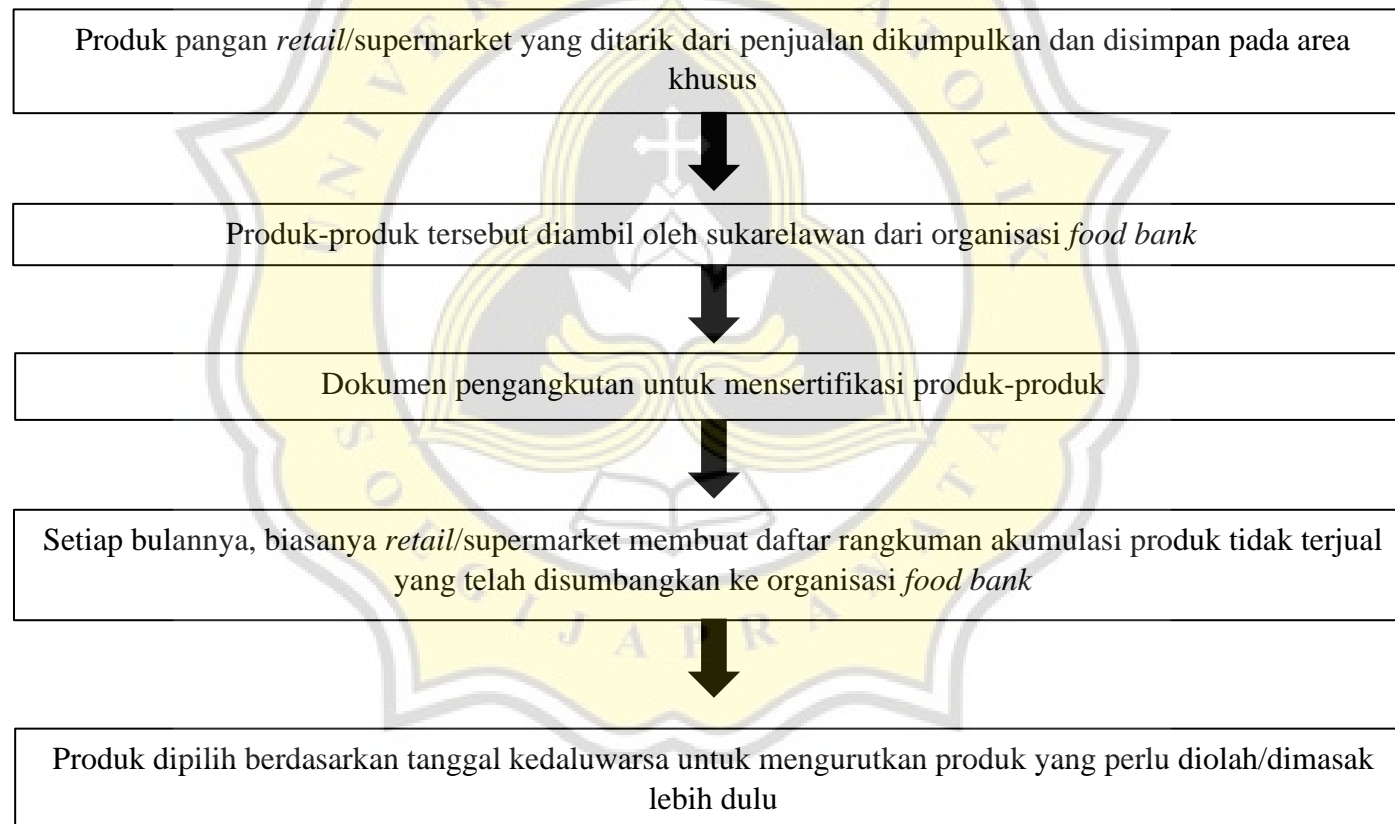 Produk pangan retail/supermarket yang ditarik dari penjualan dikumpulkan dan disimpan pada area
khusus
Produk-produk tersebut diambil oleh sukarelawan dari organisasi food bank
Dokumen pengangkutan untuk mensertifikasi produk-produk
Setiap bulannya, biasanya retail/supermarket membuat daftar rangkuman akumulasi produk tidak terjual
yang telah disumbangkan ke organisasi food bank
Produk dipilih berdasarkan tanggal kedaluwarsa untuk mengurutkan produk yang perlu diolah/dimasak
lebih dulu
SOEGIJAPRANATA